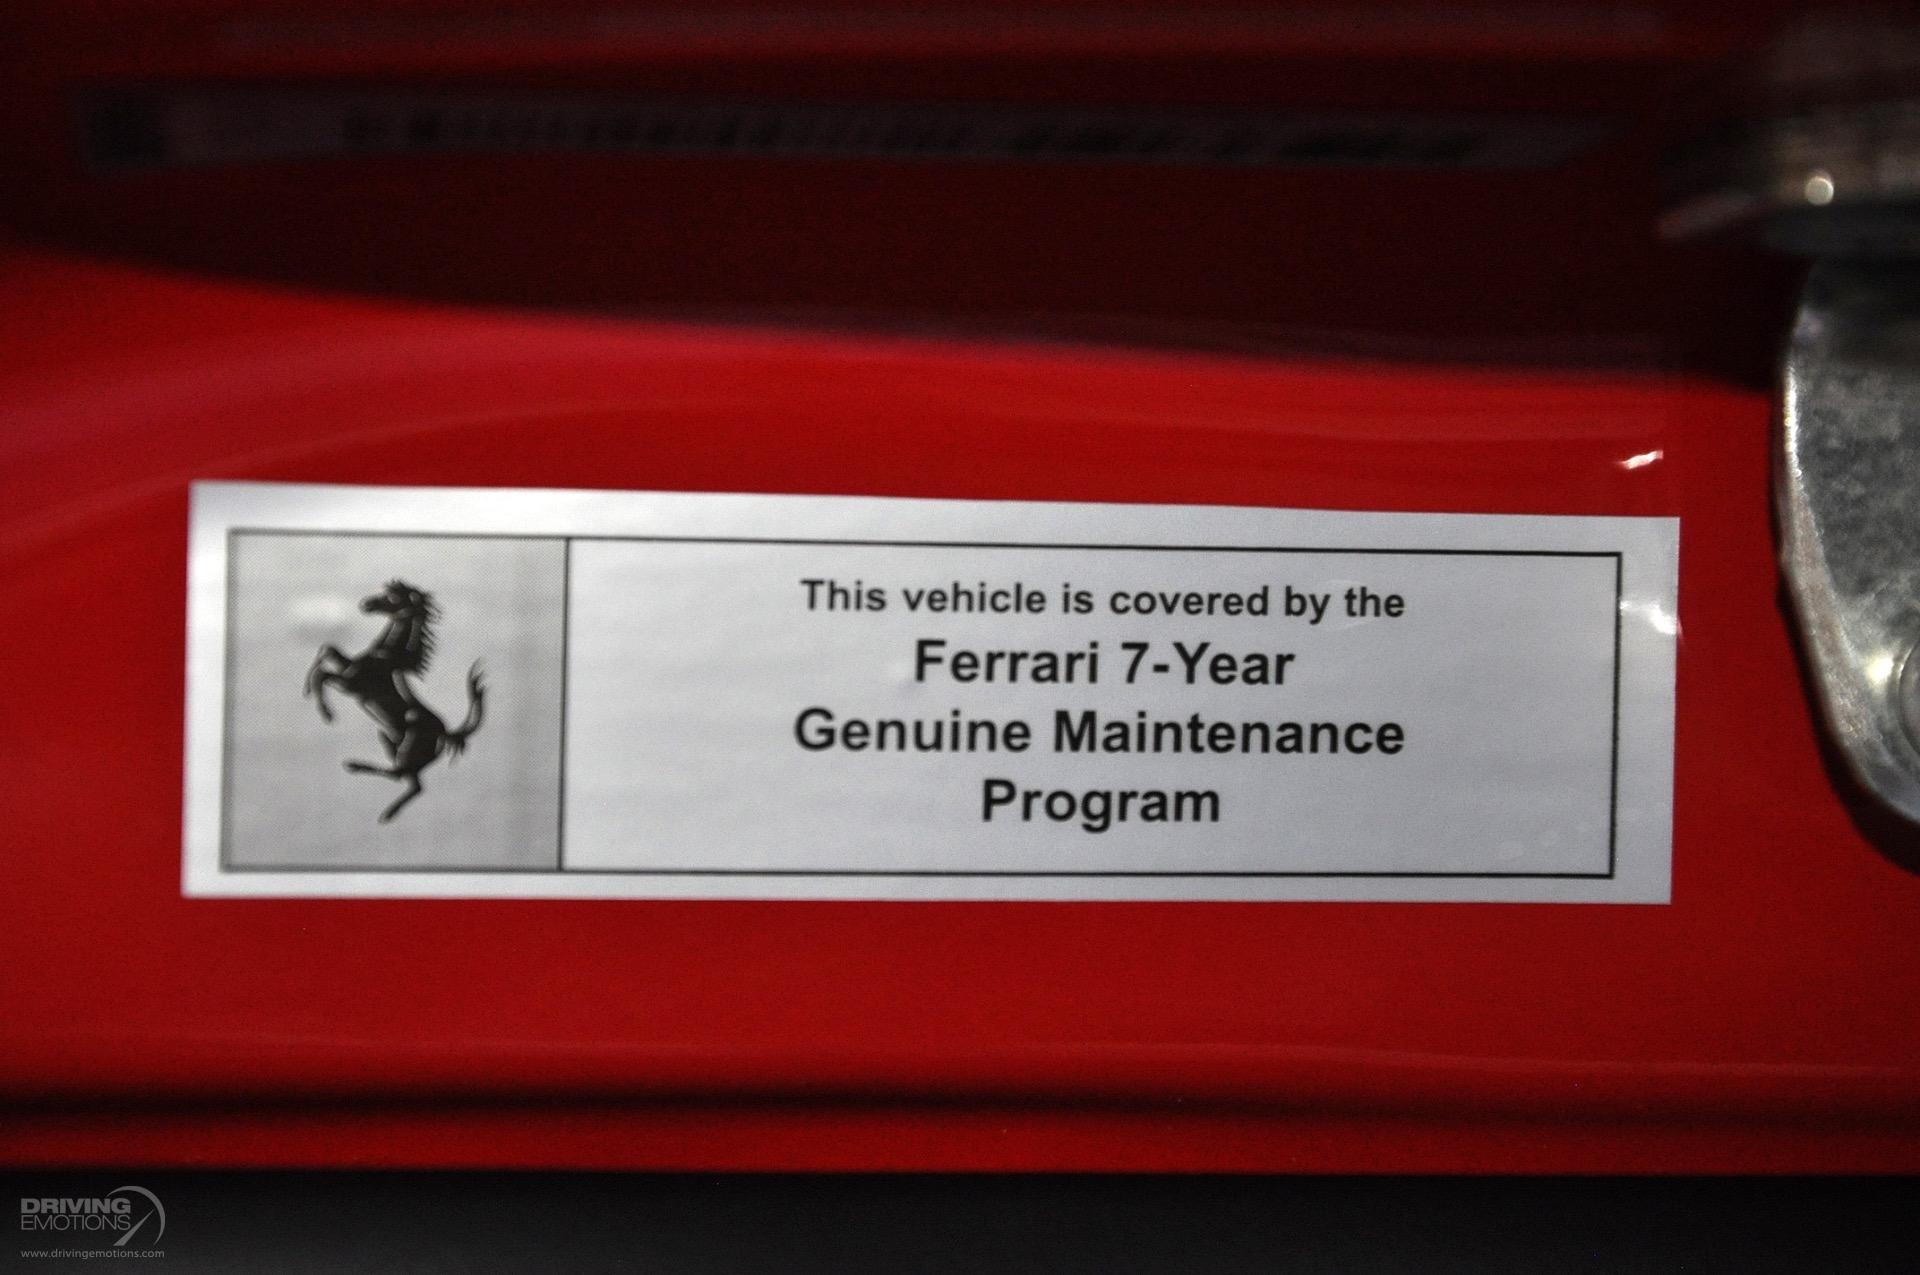 This vehicle is covered by the
Ferrari 7-Year
Genuine Maintenance
Program
DRIVING
EMOTIONS
www.drivingemotions.com